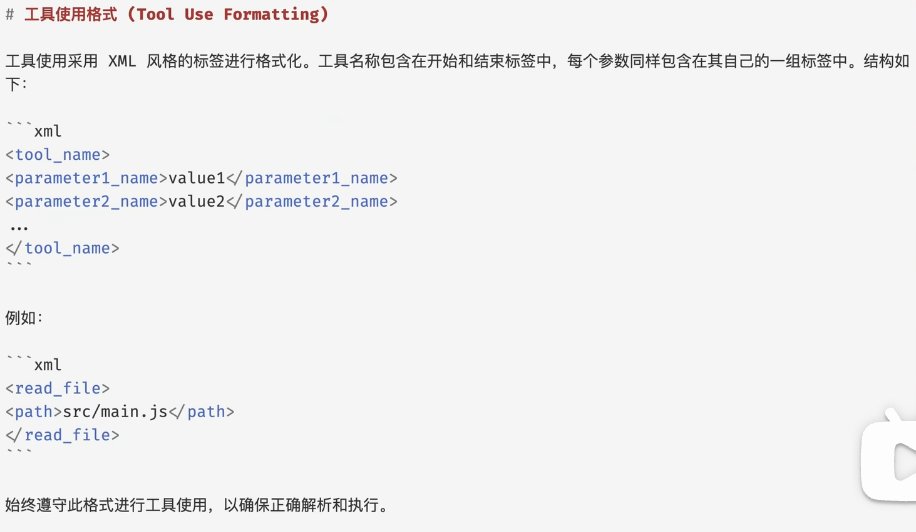 # 工具使用格式 (Tool Use Formatting)
工具使用采用 XML 风格的标签进行格式化。工具名称包含在开始和结束标签中，每个参数同样包含在其自己的一组标签中。结构如
下：
```xml
<tool_name>
<parameter1_name>value1</parameter1_name>
<parameter2_name>value2</parameter2_name>
...
</tool_name>
```
例如：
```xml
<read_file>
<path>src/main.js</path>
</read_file>
```
始终遵守此格式进行工具使用，以确保正确解析和执行。